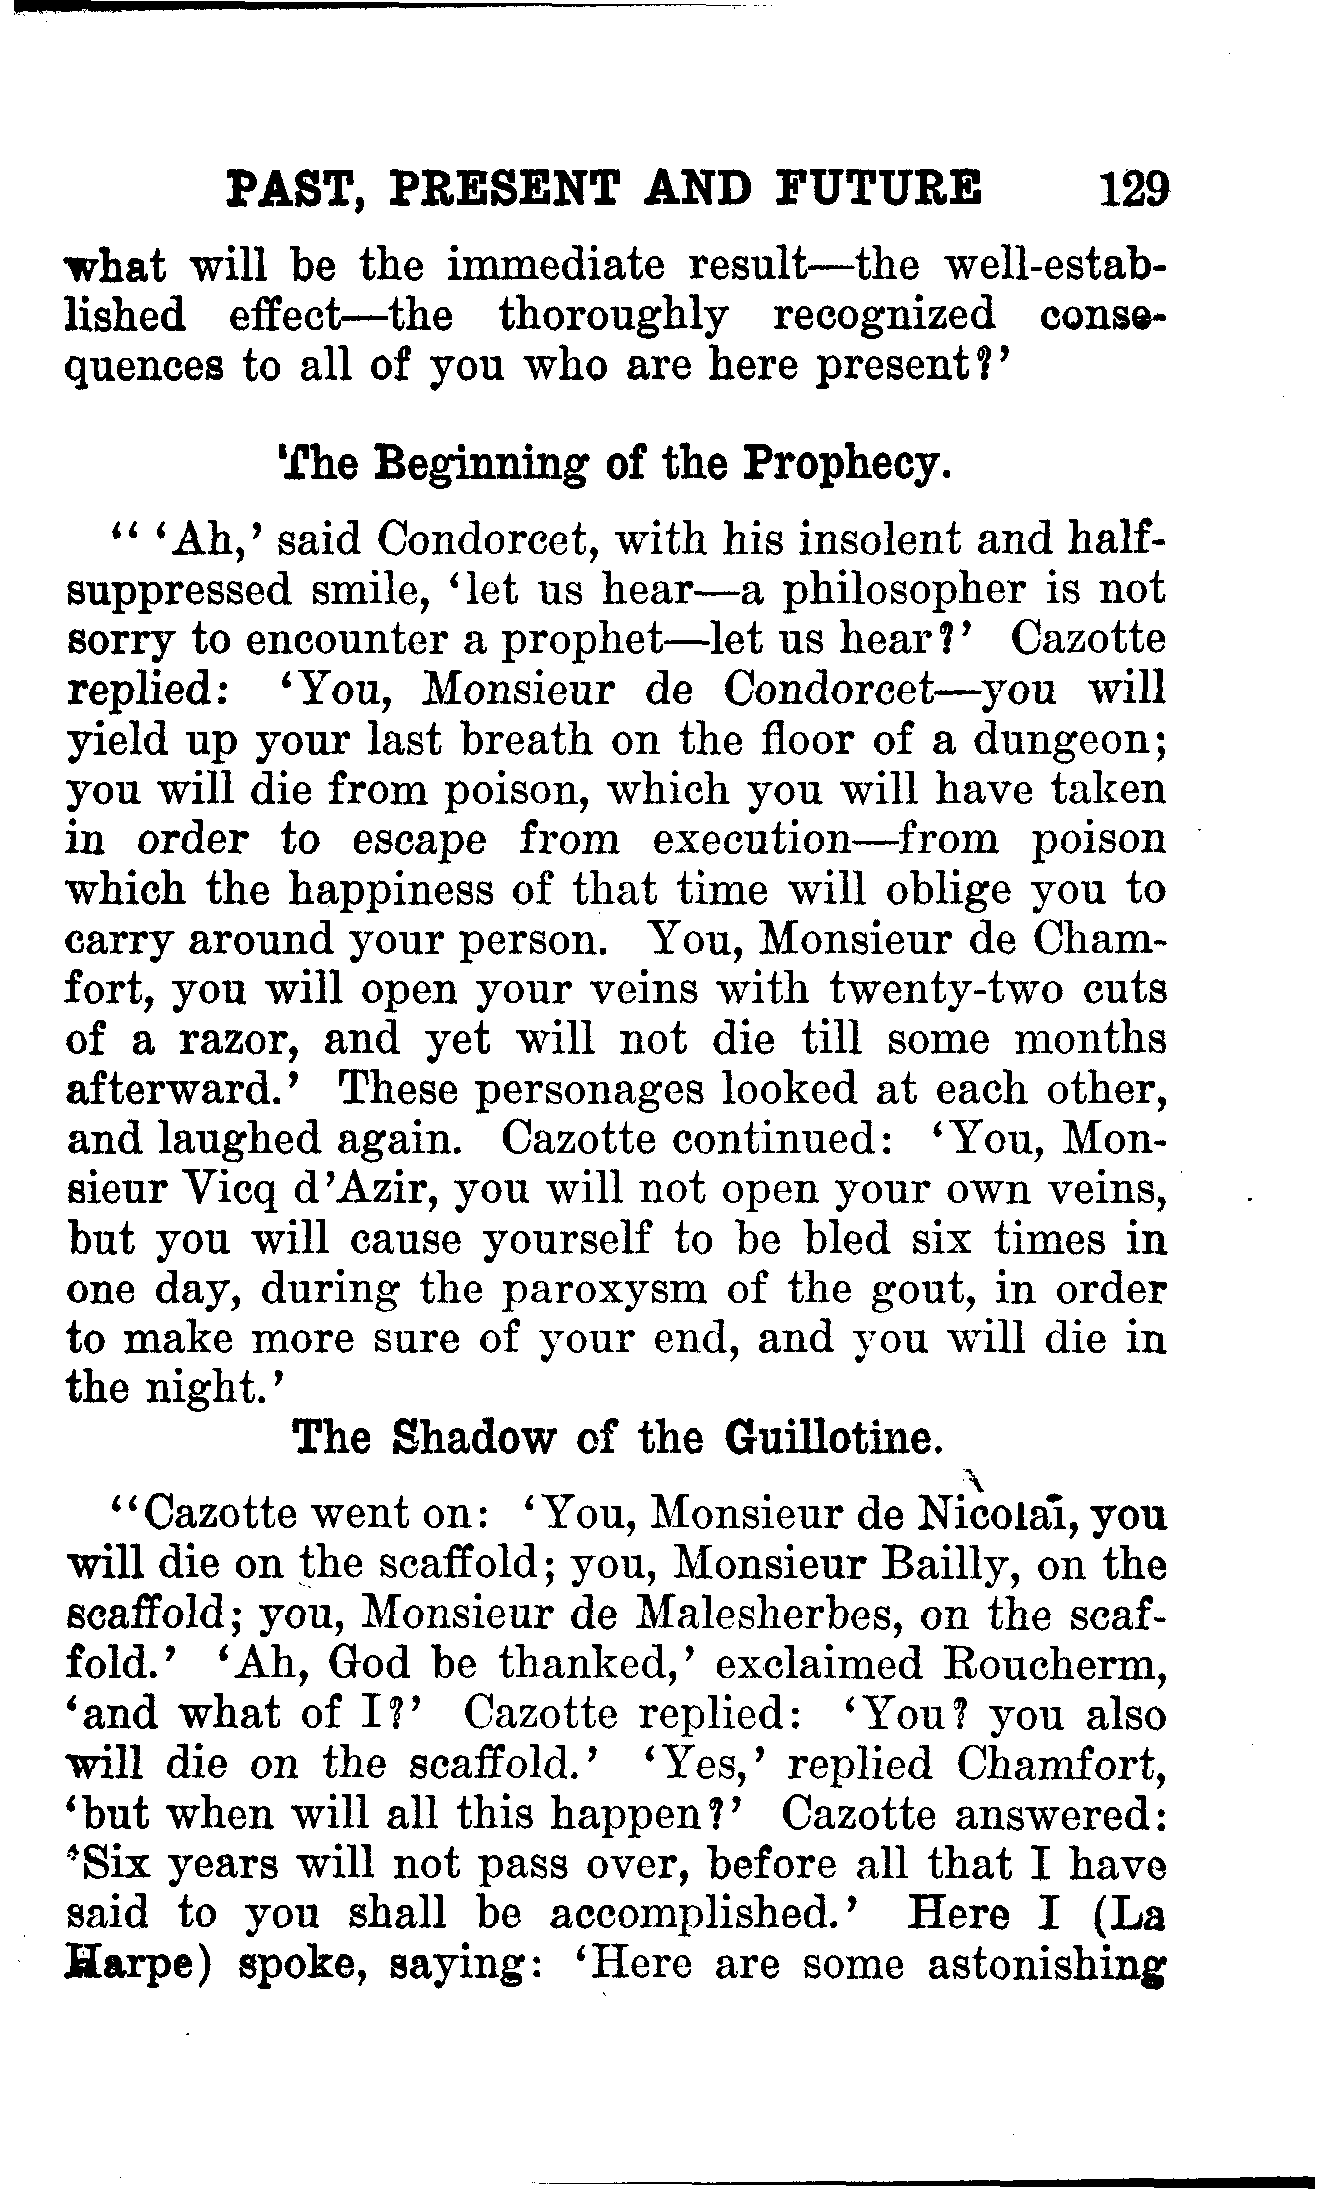 PAST, PRESENT AND FUTURE 129
what will be the immediate result—the well-estab-
lished effect—the thoroughly recognized conse-
quences to all of you who are here present?’
The Beginning of the Prophecy.
“ ‘Ah,’ said Condorcet, with his insolent and half-
suppressed smile, ‘let us hear—a philosopher is not
sorry to encounter a prophet—let us hear?’ Cazotte
replied: ‘You, Monsieur de Condorcet—you will
yield up your last breath on the floor of a dungeon;
you will die from poison, which you will have taken
in order to escape from execution—from poison
which the happiness of that time will oblige you to
carry around your person. You, Monsieur de Cham-
fort, you will open your veins with twenty-two cuts
of a razor, and yet will not die till some months
afterward.’ These personages looked at each other,
and laughed again. Cazotte continued: ‘You, Mon-
sieur Vicq d’Azir, you will not open your own veins,
but you will cause yourself to be bled six times in
one day, during the paroxysm of the gout, in order
to make more sure of your end, and you will die in
the night.’
The Shadow of the Guillotine.
“Cazotte went on: ‘You, Monsieur de Nicolaï, you
will die on the scaffold; you, Monsieur Bailly, on the
scaffold; you, Monsieur de Malesherbes, on the scaf-
fold.’ ‘Ah, God be thanked,’ exclaimed Roucherm,
‘and what of I?’ Cazotte replied: ‘You? you also
will die on the scaffold.’ ‘Yes,’ replied Chamfort,
‘but when will all this happen?’ Cazotte answered:
‘Six years will not pass over, before all that I have
said to you shall be accomplished.’ Here I (La
Harpe) spoke, saying: ‘Here are some astonishing